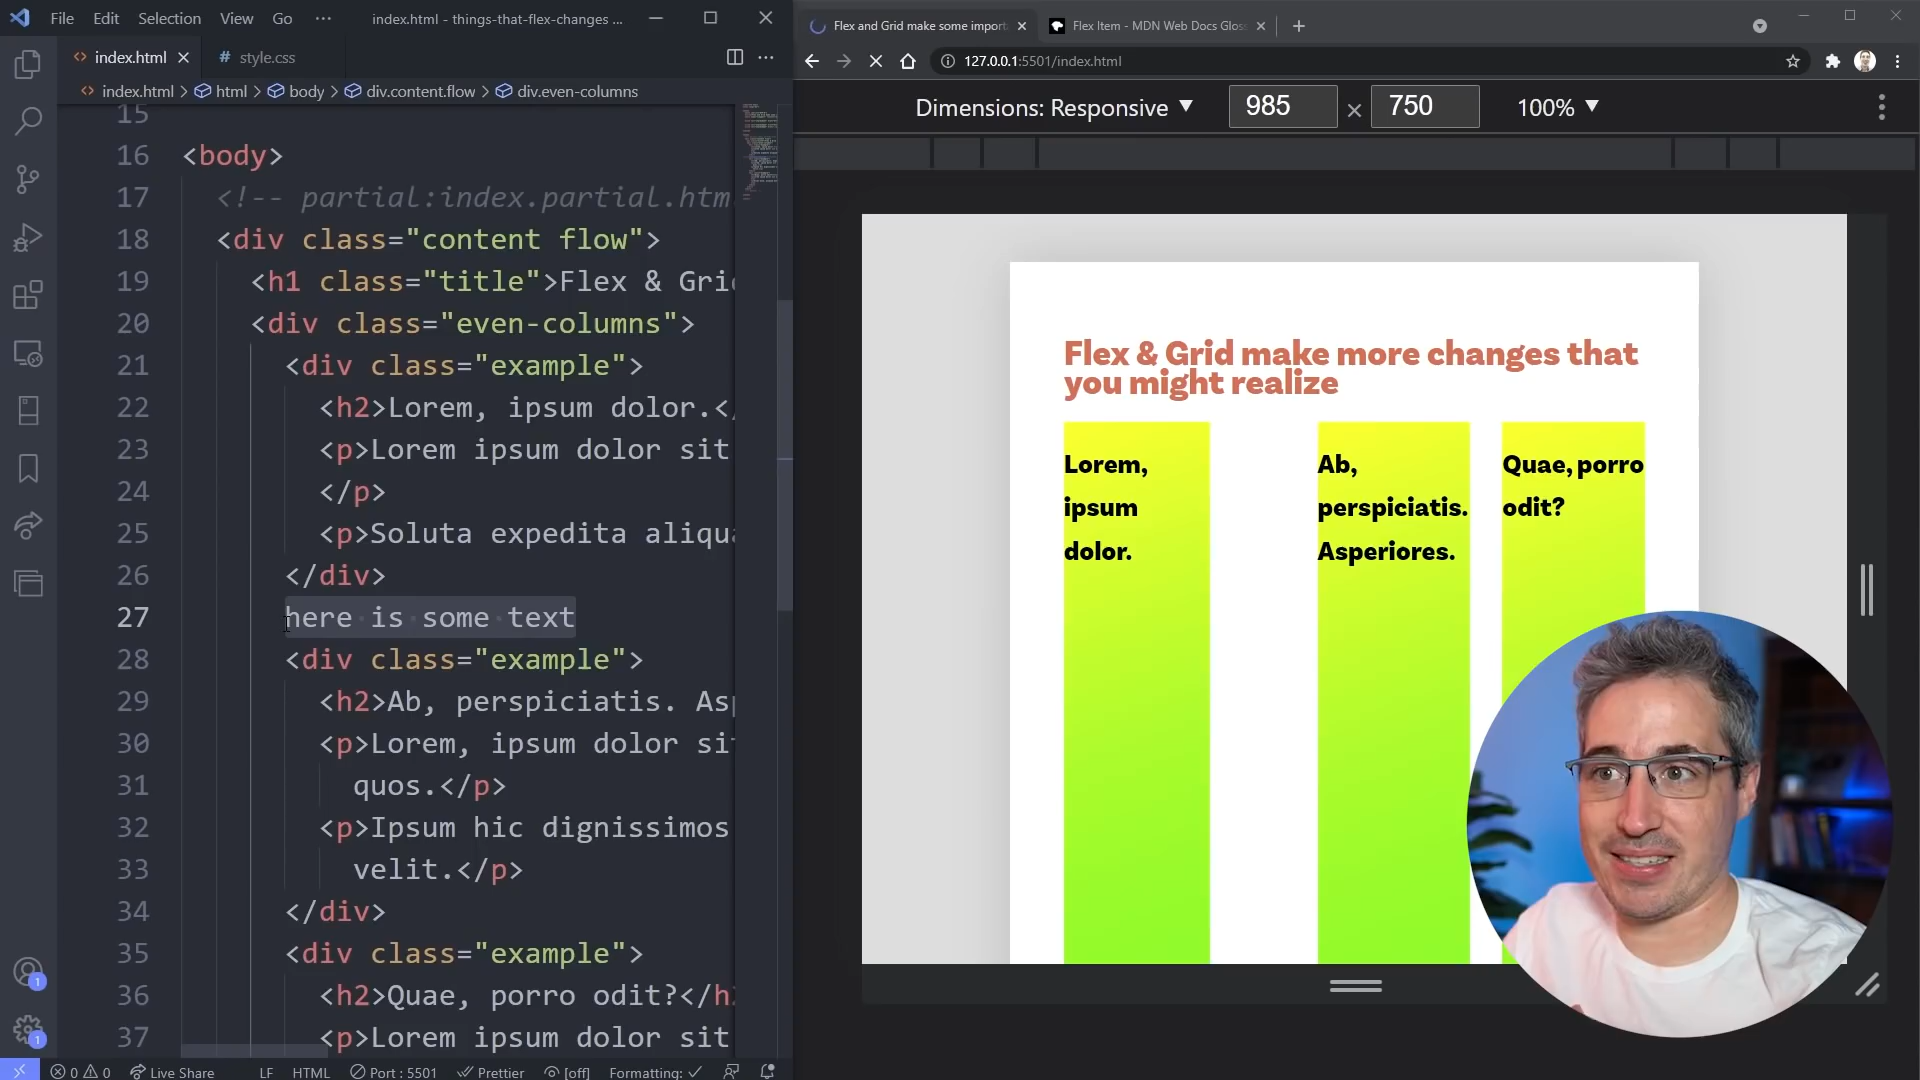 File Edit Selection View Go ··· index.html - things-that-flex-changes ...
index.html
# style.css
index.html > html > body > div.content.flow > div.even-columns
15
16 <body>
17 <!-- partial:index.partial.htm
18 <div class="content flow">
19 <h1 class="title">Flex & Grid
20 <div class="even-columns">
21 <div class="example">
22 <h2>Lorem, ipsum dolor.</
23 <p>Lorem ipsum dolor sit
24 </p>
25 <p>Soluta expedita aliqua
26 </div>
27 here is some text
28 <div class="example">
29 <h2>Ab, perspiciatis. Asp
30 <p>Lorem, ipsum dolor sit
31 quos.</p>
32 <p>Ipsum hic dignissimos
33 velit.</p>
34 </div>
35 <div class="example">
36 <h2>Quae, porro odit?</h2
37 <p>Lorem ipsum dolor sit
1
1
0 0 Live Share LF HTML Port : 5501 Prettier [off] Formatting:
Flex and Grid make some import
Flex Item - MDN Web Docs Gloss
127.0.0.1:5501/index.html
Dimensions: Responsive 985 × 750 100%
Flex & Grid make more changes that
you might realize
Lorem,
ipsum
dolor.
Ab,
perspiciatis.
Asperiores.
Quae, porro
odit?